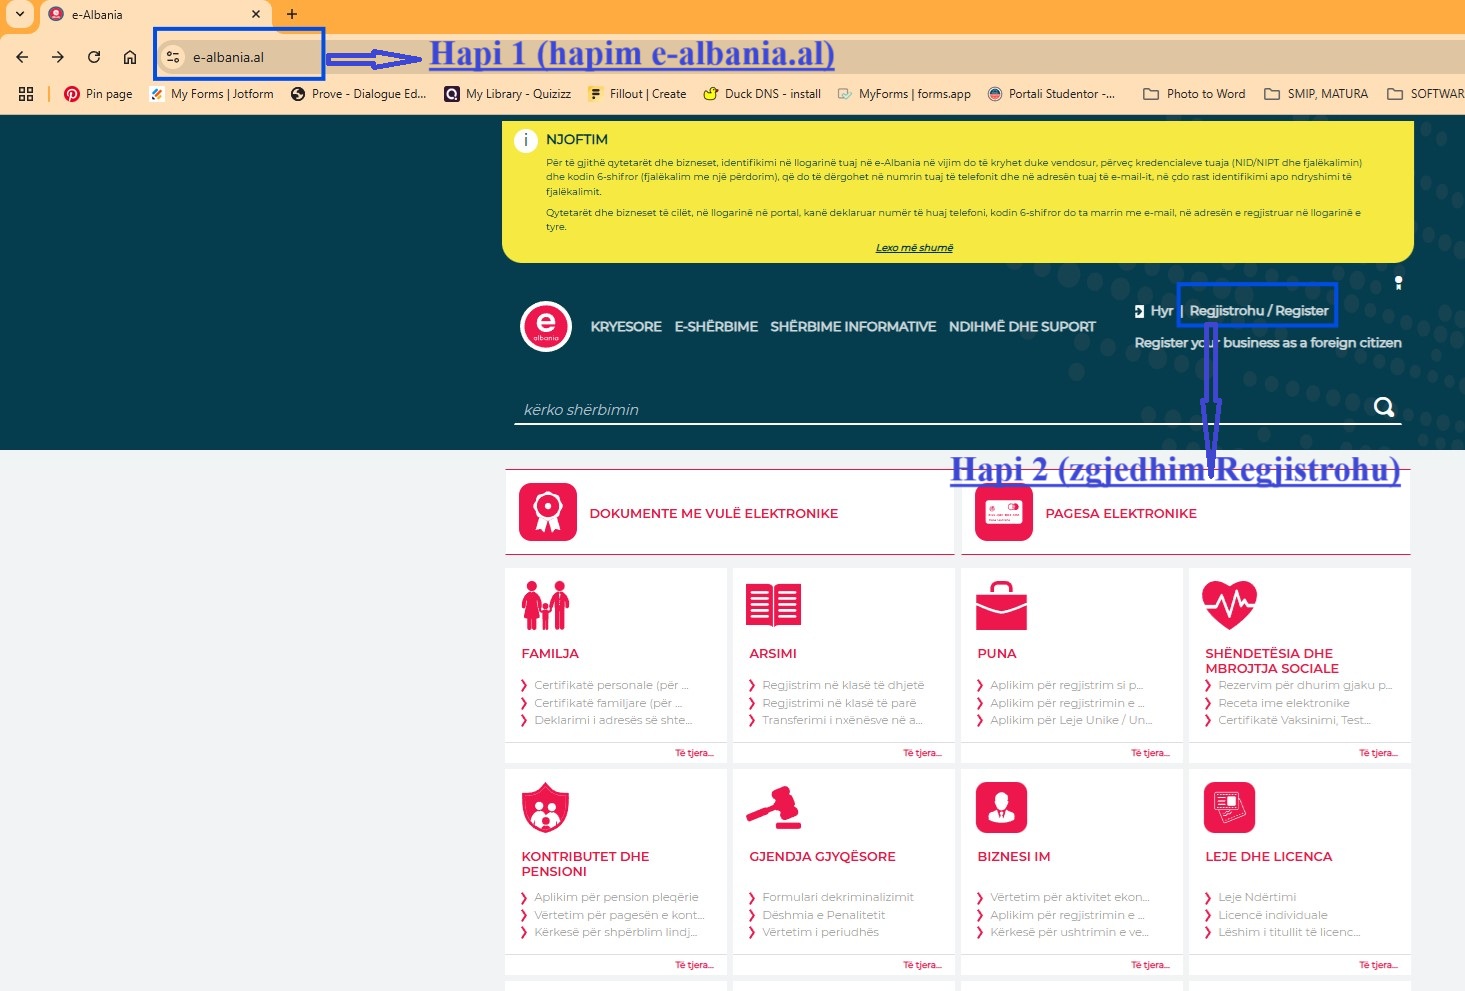 e-Albania
e-albania.al
Hapi 1 (hapim e-albania.al)
Pin page
My Forms | Jotform
Prove - Dialogue Ed...
My Library - Quizizz
Fillout | Create
Duck DNS - install
MyForms | forms.app
Portali Studentor -...
Photo to Word
SMIP, MATURA
SOFTWAR
i
NJOFTIM
Për të gjithë qytetarët dhe bizneset, identifikimi në llogarinë tuaj në e-Albania në vijim do të kryhet duke vendosur, përveç kredencialeve tuaja (NID/NIPT dhe fjalëkalimin)
dhe kodin 6-shifror (fjalëkalim me një përdorim), që do të dërgohet në numrin tuaj të telefonit dhe në adresën tuaj të e-mail-it, në çdo rast identifikimi apo ndryshimi të
fjalëkalimit.
Qytetarët dhe bizneset të cilët, në llogarinë në portal, kanë deklaruar numër të huaj telefoni, kodin 6-shifror do ta marrin me e-mail, në adresën e regjistruar në llogarinë e
tyre.
Lexo më shumë
e
albania
KRYESORE
E-SHËRBIME
SHËRBIME INFORMATIVE
NDIHMË DHE SUPORT
Hyr | Regjistrohu / Register
Register your business as a foreign citizen
kërko shërbimin
Hapi 2 (zgjedhim Regjistrohu)
DOKUMENTE ME VULË ELEKTRONIKE
PAGESA ELEKTRONIKE
FAMILJA
Certifikatë personale (për ...
Certifikatë familjare (për ...
Deklarimi i adresës së shte...
Të tjera...
ARSIMI
Regjistrim në klasë të dhjetë
Regjistrimi në klasë të parë
Transferimi i nxënësve në a...
Të tjera...
PUNA
Aplikim për regjistrim si p...
Aplikim për regjistrimin e ...
Aplikim për Leje Unike / Un...
Të tjera...
SHËNDETËSIA DHE
MBROJTJA SOCIALE
Rezervim për dhurim gjaku p...
Receta ime elektronike
Certifikatë Vaksinimi, Test...
Të tjera...
KONTRIBUTET DHE
PENSIONI
Aplikim për pension pleqërie
Vërtetim për pagesën e kont...
Kërkesë për shpërblim lindj...
Të tjera...
GJENDJA GJYQËSORE
Formulari dekriminalizimit
Dëshmia e Penalitetit
Vërtetim i periudhës
Të tjera...
BIZNESI IM
Vërtetim për aktivitet ekon...
Aplikim për regjistrimin e ...
Kërkesë për ushtrimin e ve...
Të tjera...
LEJE DHE LICENCA
Leje Ndërtimi
Licencë individuale
Lëshim i titullit të licenc...
Të tjera...